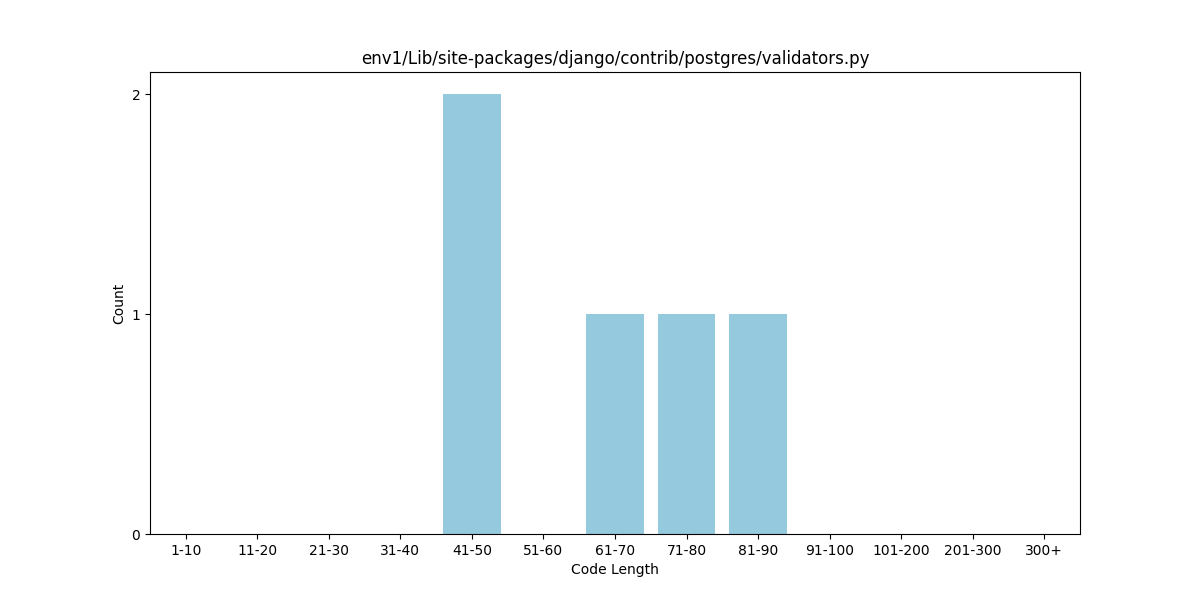 env1/Lib/site-packages/django/contrib/postgres/validators.py
2
1
0
Count
1-10 11-20 21-30 31-40 41-50 51-60 61-70 71-80 81-90 91-100 101-200 201-300 300+
Code Length